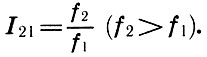 I₂₁ = f₂/f₁ (f₂ > f₁).